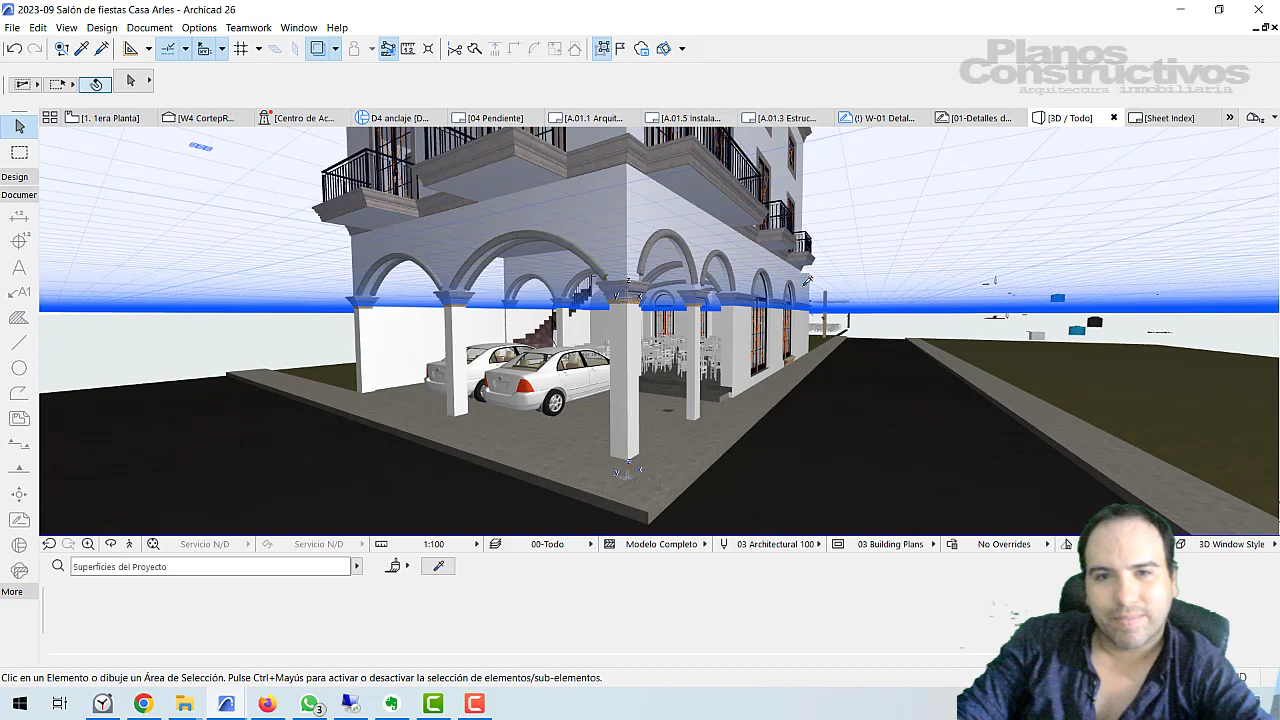 2023-09 Salón de fiestas Casa Arles - Archicad 26
File Edit View Design Document Options Teamwork Window Help
Planos
Constructivos
Arquitectura inmobiliaria
[1. 1era Planta] [W4 CortepR... [Centro de Ac... D4 anclaje [D... [04 Pendiente] [A.01.1 Arquit... [A.01.5 Instala... [A.01.3 Estruc... (!) W-01 Detal... [01-Detalles d... [3D / Todo] [Sheet Index]
Design
Documen
More
Servicio N/D Servicio N/D 1:100 00-Todo Modelo Completo 03 Architectural 100 03 Building Plans No Overrides 3D Window Style
Superficies del Proyecto
Clic en un Elemento o dibuje un Área de Selección. Pulse Ctrl+Mayús para activar o desactivar la selección de elementos/sub-elementos.
3